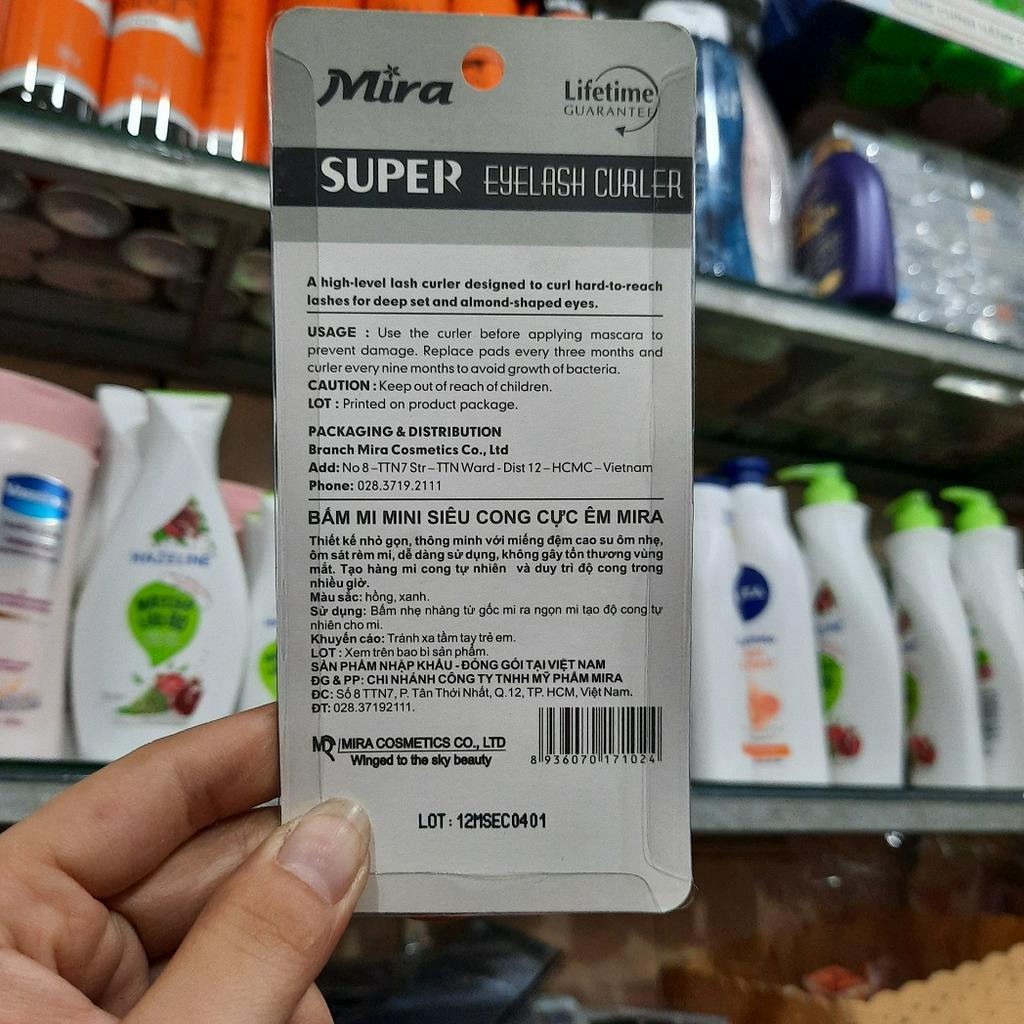 Mira
Lifetime
GUARANTEE
SUPER EYELASH CURLER
A high-level lash curler designed to curl hard-to-reach
lashes for deep set and almond-shaped eyes.
USAGE : Use the curler before applying mascara to
prevent damage. Replace pads every three months and
curler every nine months to avoid growth of bacteria.
CAUTION : Keep out of reach of children.
LOT : Printed on product package.
PACKAGING & DISTRIBUTION
Branch Mira Cosmetics Co., Ltd
Add: No 8 – TTN7 Str – TTN Ward - Dist 12 – HCMC – Vietnam
Phone: 028.3719.2111
BẤM MI MINI SIÊU CONG CỰC ÊM MIRA
Thiết kế nhỏ gọn, thông minh với miếng đệm cao su ôm nhẹ,
ôm sát rèm mi, dễ dàng sử dụng, không gây tổn thương vùng
mắt. Tạo hàng mi cong tự nhiên và duy trì độ cong trong
nhiều giờ.
Màu sắc: hồng, xanh.
Sử dụng: Bấm nhẹ nhàng từ gốc mi ra ngọn mi tạo độ cong tự
nhiên cho mi.
Khuyến cáo: Tránh xa tầm tay trẻ em.
LOT : Xem trên bao bì sản phẩm.
SẢN PHẨM NHẬP KHẨU - ĐÓNG GÓI TẠI VIỆT NAM
ĐG & PP: CHI NHÁNH CÔNG TY TNHH MỸ PHẨM MIRA
ĐC: Số 8 TTN7, P. Tân Thới Nhất, Q.12, TP. HCM, Việt Nam.
ĐT: 028.37192111.
MIRA COSMETICS CO., LTD
Winged to the sky beauty
8 936070 171024
LOT : 12MSEC0401
HAZELINE